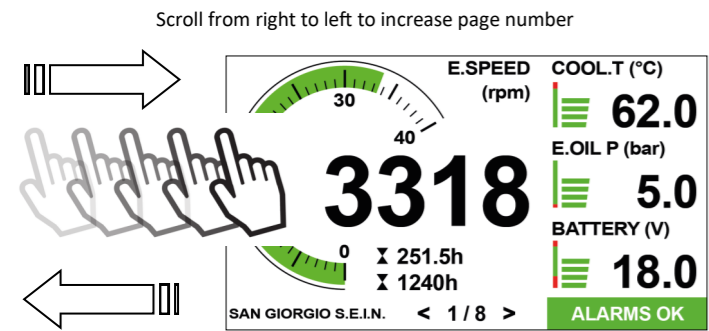 Scroll from right to left to increase page number
E.SPEED
(rpm)
30
40
3318
0
251.5h
1240h
COOL.T (°C)
62.0
E.OIL P (bar)
5.0
BATTERY (V)
18.0
SAN GIORGIO S.E.I.N. < 1 / 8 > ALARMS OK